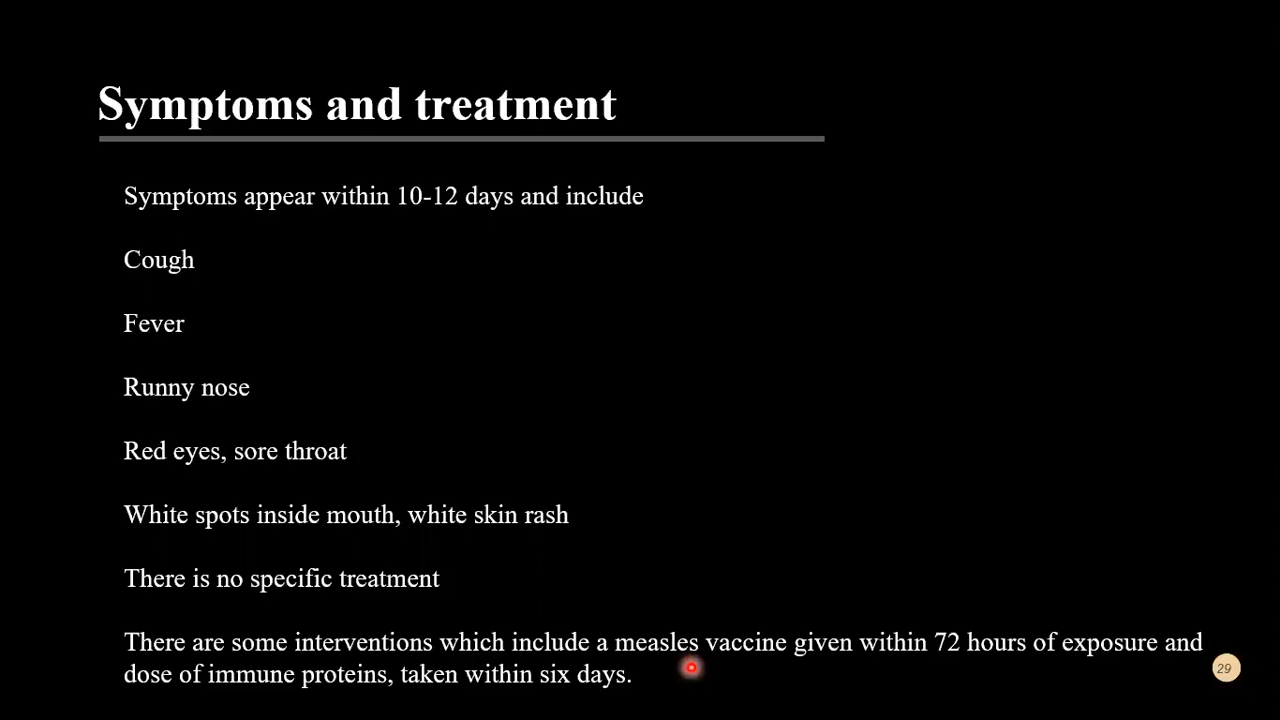 Symptoms and treatment
Symptoms appear within 10-12 days and include
Cough
Fever
Runny nose
Red eyes, sore throat
White spots inside mouth, white skin rash
There is no specific treatment
There are some interventions which include a measles vaccine given within 72 hours of exposure and
dose of immune proteins, taken within six days.
29